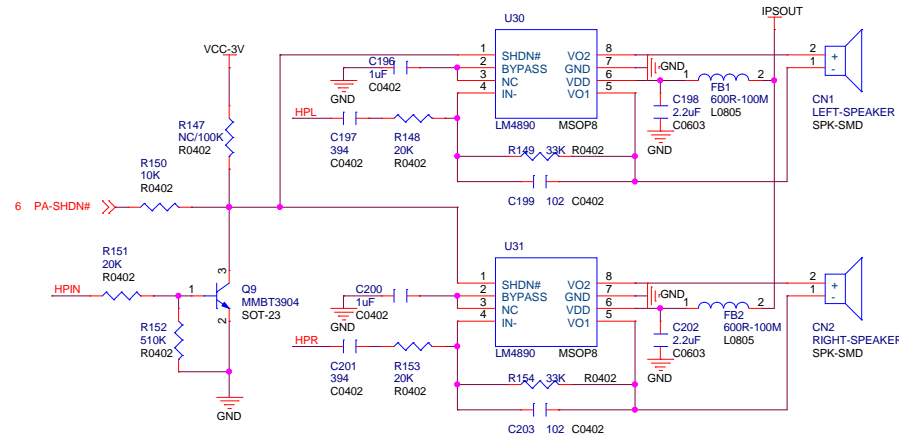 U30
IPSOUT
VCC-3V
C196
1uF
C0402
GND
1
2
3
4
SHDN#
BYPASS
NC
IN-
VO2
GND
VDD
VO1
8
7
6
5
GND
1
2
FB1
600R-100M
L0805
2
1
+
-
CN1
LEFT-SPEAKER
SPK-SMD
LM4890
MSOP8
C198
2.2uF
C0603
GND
HPL
C197
394
C0402
R148
20K
R0402
R149
33K
R0402
C199
102
C0402
R147
NC/100K
R0402
R150
10K
R0402
6
PA-SHDN#
R151
20K
R0402
HPIN
1
3
2
Q9
MMBT3904
SOT-23
R152
510K
R0402
GND
U31
C200
1uF
C0402
GND
1
2
3
4
SHDN#
BYPASS
NC
IN-
VO2
GND
VDD
VO1
8
7
6
5
GND
1
2
FB2
600R-100M
L0805
2
1
+
-
CN2
RIGHT-SPEAKER
SPK-SMD
LM4890
MSOP8
C202
2.2uF
C0603
GND
HPR
C201
394
C0402
R153
20K
R0402
R154
33K
R0402
C203
102
C0402